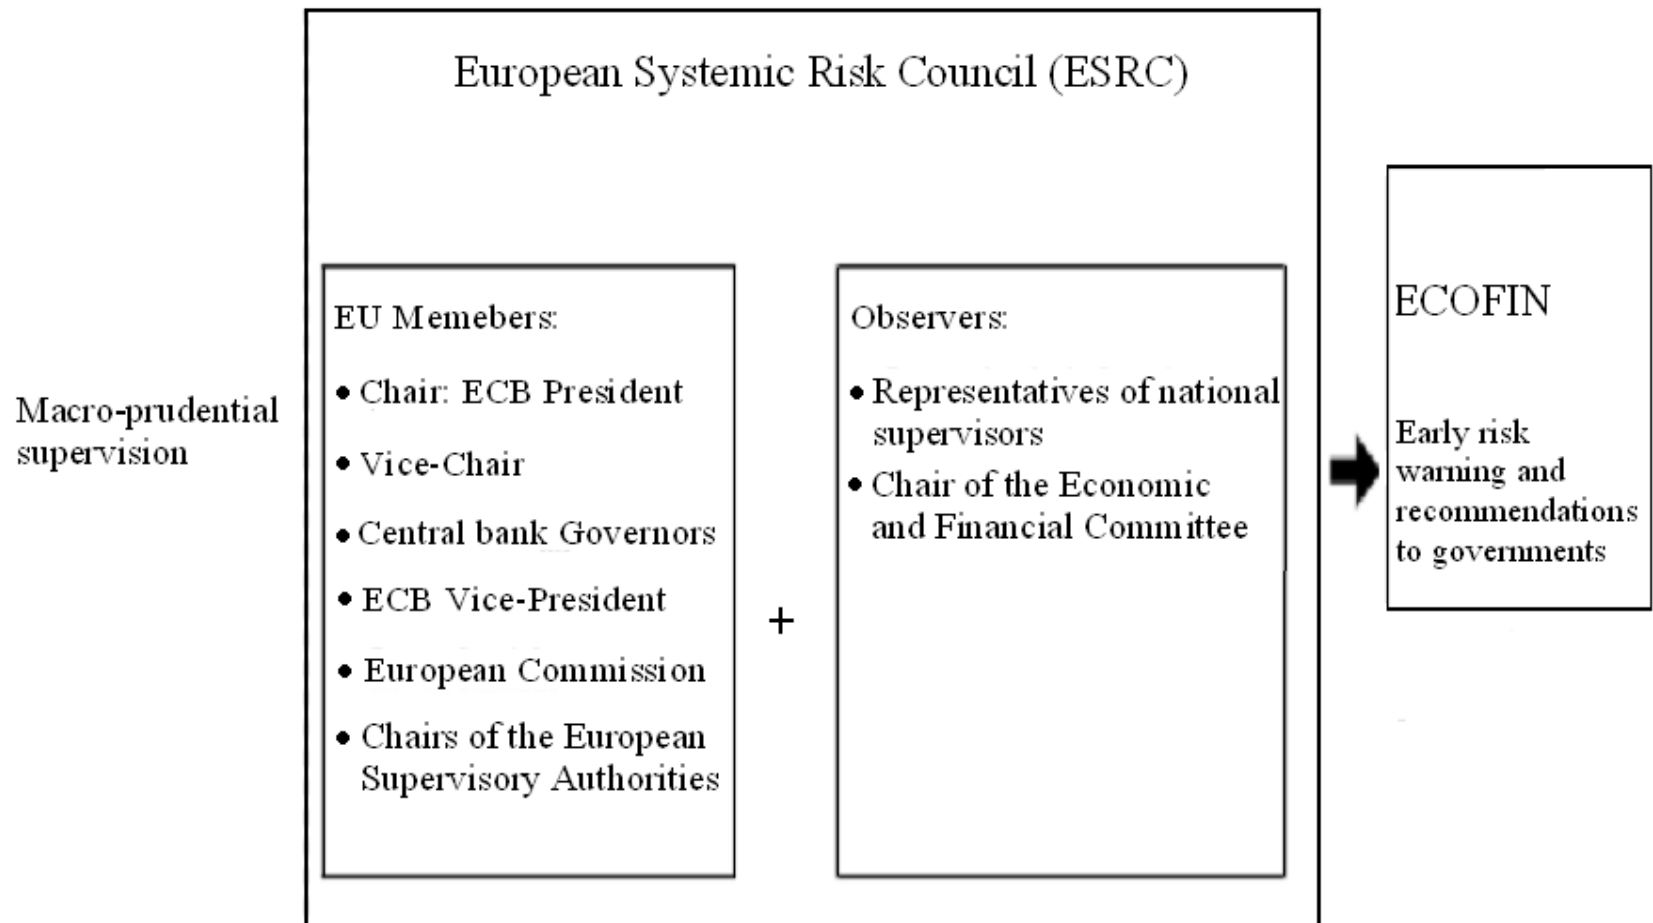 European Systemic Risk Council (ESRC)
Macro-prudential
supervision
EU Memebers:
• Chair: ECB President
• Vice-Chair
• Central bank Governors
• ECB Vice-President
• European Commission
• Chairs of the European
Supervisory Authorities
+
Observers:
• Representatives of national
supervisors
• Chair of the Economic
and Financial Committee
ECOFIN
Early risk
warning and
recommendations
to governments